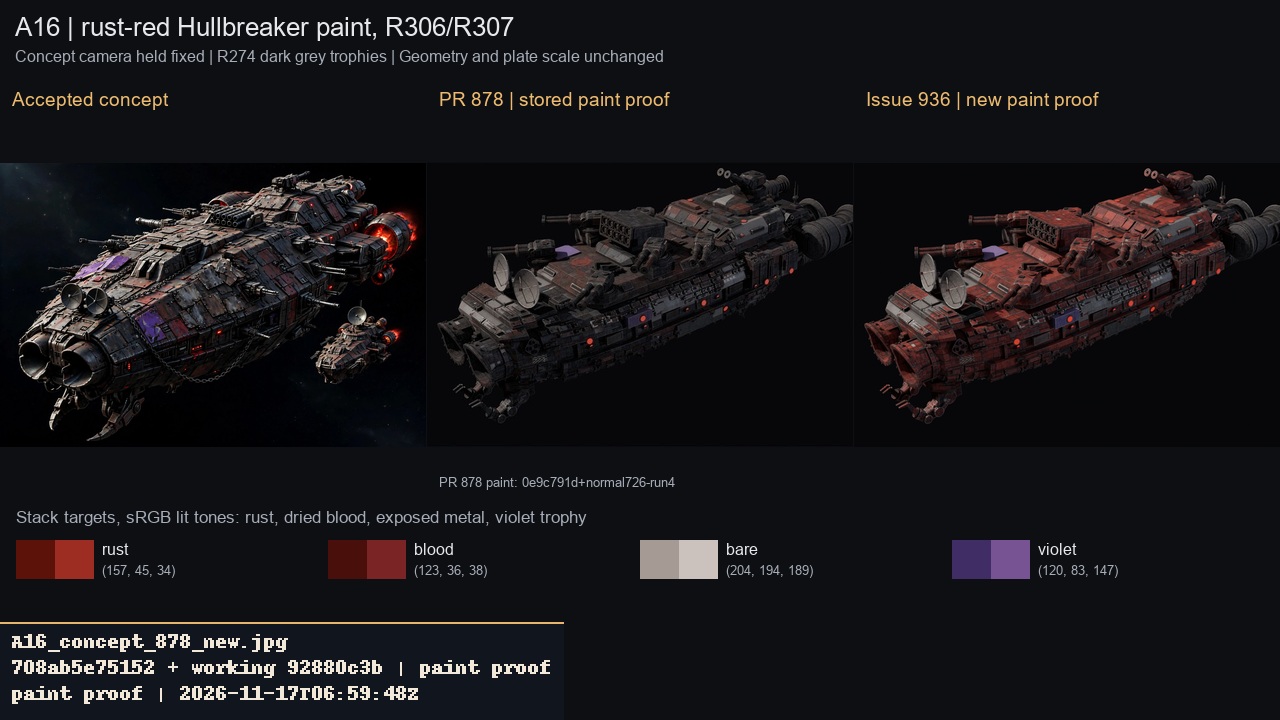 A16 | rust-red Hullbreaker paint, R306/R307
Concept camera held fixed | R274 dark grey trophies | Geometry and plate scale unchanged
Accepted concept
PR 878 | stored paint proof
Issue 936 | new paint proof
PR 878 paint: 0e9c791d+normal726-run4
Stack targets, sRGB lit tones: rust, dried blood, exposed metal, violet trophy
rust
(157, 45, 34)
blood
(123, 36, 38)
bare
(204, 194, 189)
violet
(120, 83, 147)
A16_concept_878_new.jpg
708ab5e75152 + working 92880c3b | paint proof
paint proof | 2026-11-17T06:59:48Z